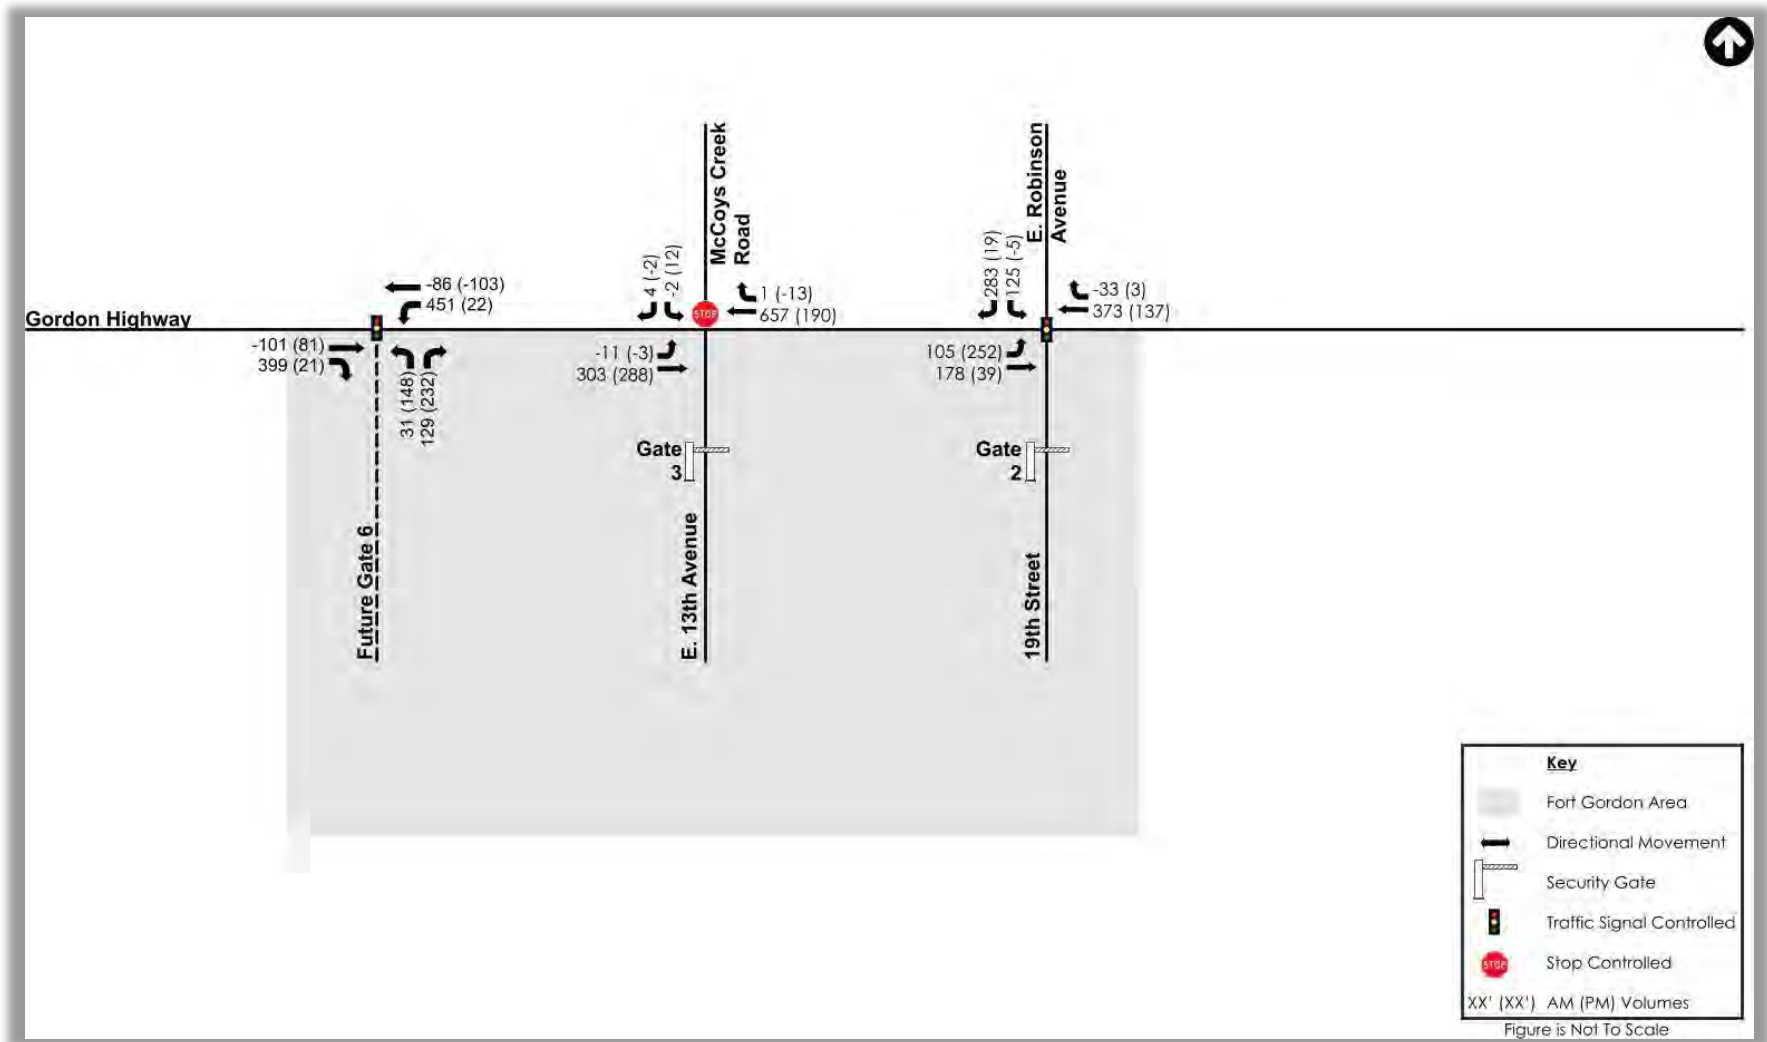 McCoys Creek
Road
E. Robinson
Avenue
4 (-2)
-2 (12)
283 (19)
125 (-5)
-86 (-103)
451 (22)
1 (-13)
657 (190)
-33 (3)
373 (137)
Gordon Highway
STOP
-101 (81)
399 (21)
31 (148)
129 (232)
-11 (-3)
303 (288)
105 (252)
178 (39)
Gate
3
Gate
2
Future Gate 6
E. 13th Avenue
19th Street
Key
Fort Gordon Area
Directional Movement
Security Gate
Traffic Signal Controlled
STOP Stop Controlled
XX' (XX') AM (PM) Volumes
Figure is Not To Scale